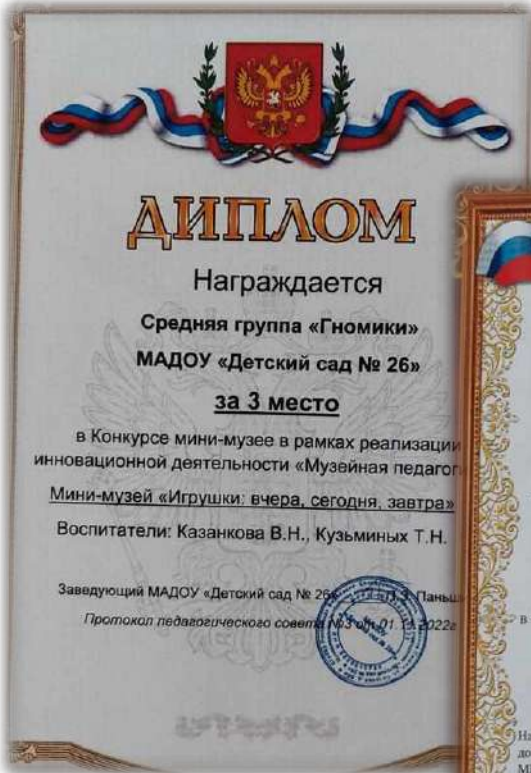 ДИПЛОМ
Награждается
Средняя группа «Гномики»
МАДОУ «Детский сад № 26»
за 3 место
в Конкурсе мини-музее в рамках реализации
инновационной деятельности «Музейная
Мини-музей «Игрушки: вчера, сегодня, завтра»
Воспитатели: Казанкова В.Н., Кузьминых Т.Н.
Заведующий МАДОУ «Детский сад № 26»
Протокол педагогического совета №3 от 01.11.2022г
в